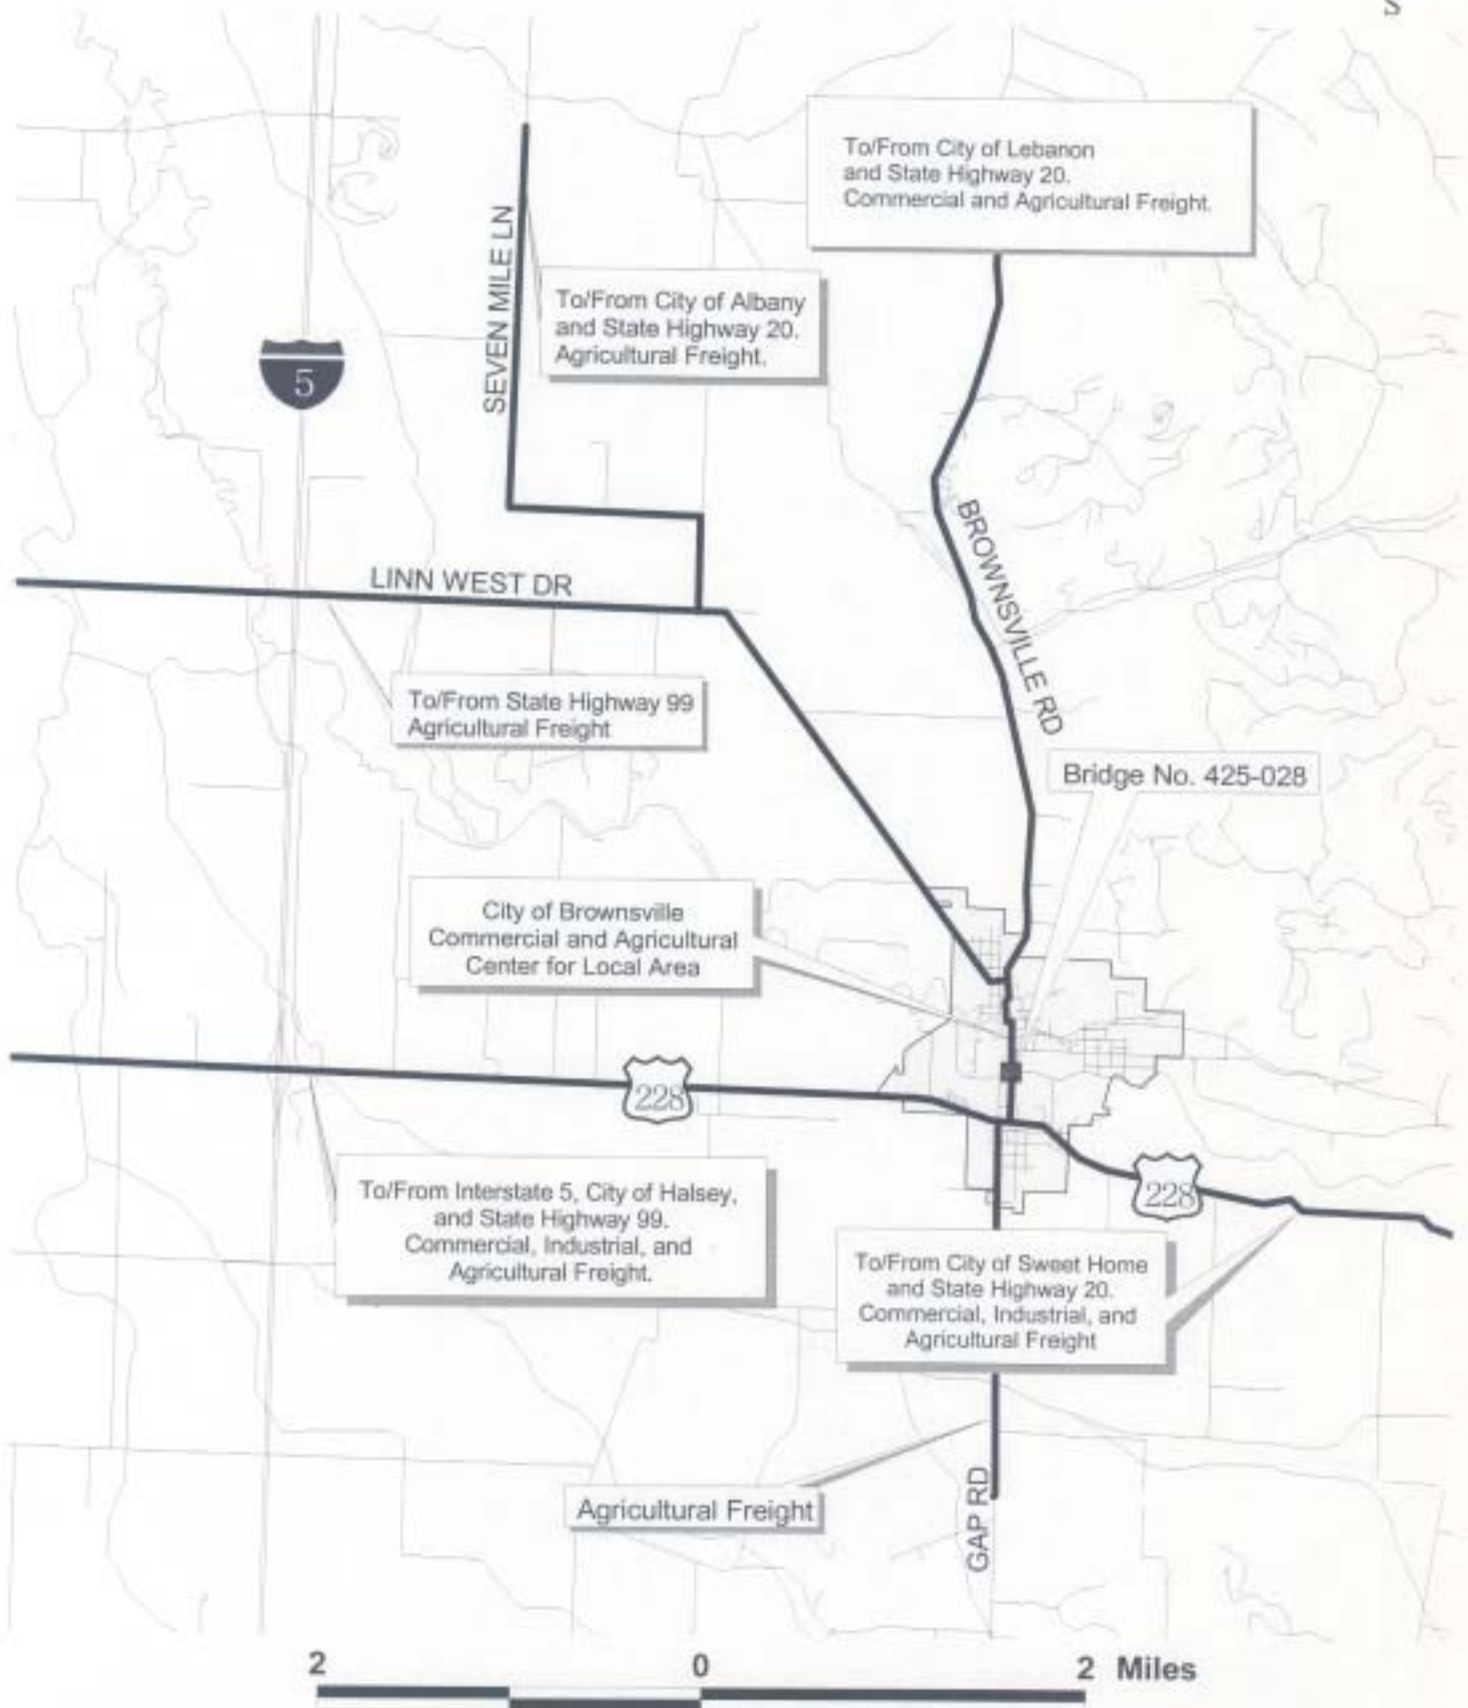 S
To/From City of Lebanon
and State Highway 20.
Commercial and Agricultural Freight.
SEVEN MILE LN
To/From City of Albany
and State Highway 20.
Agricultural Freight.
5
LINN WEST DR
BROWNSVILLE RD
To/From State Highway 99
Agricultural Freight
Bridge No. 425-028
City of Brownsville
Commercial and Agricultural
Center for Local Area
228
To/From Interstate 5, City of Halsey,
and State Highway 99.
Commercial, Industrial, and
Agricultural Freight.
228
To/From City of Sweet Home
and State Highway 20.
Commercial, Industrial, and
Agricultural Freight
Agricultural Freight
GAP RD
2 0 2 Miles